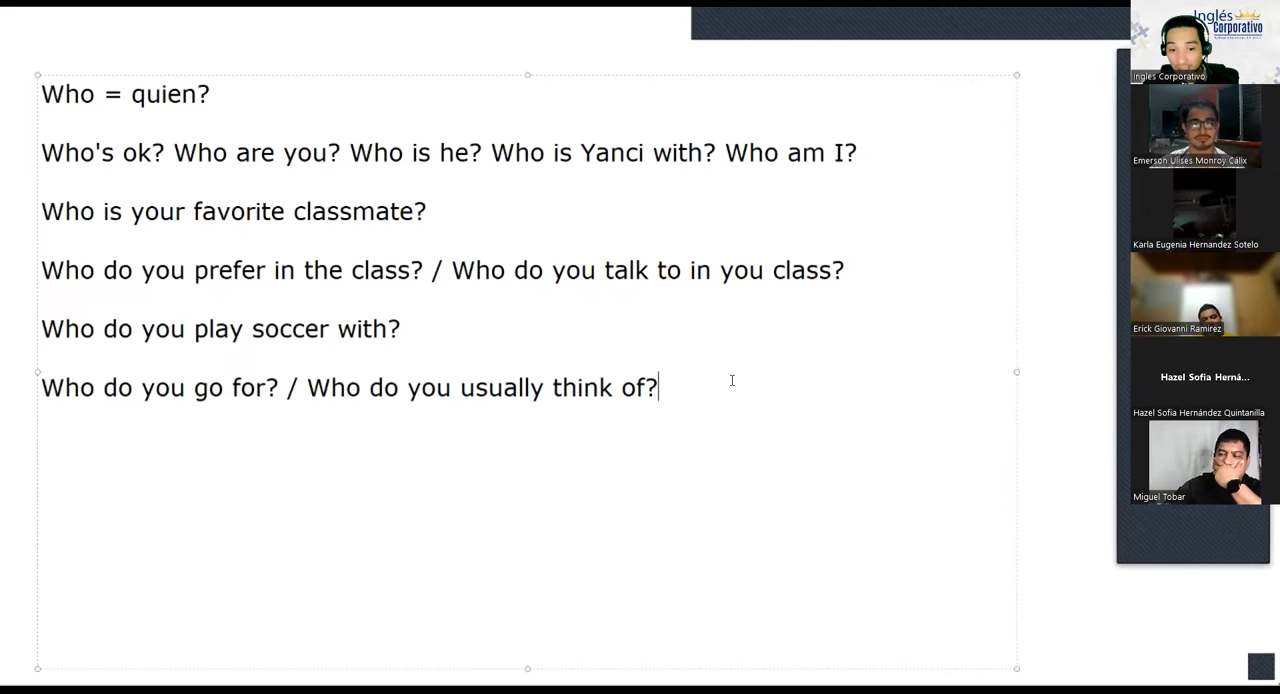 Who = quien?
Who's ok? Who are you? Who is he? Who is Yanci with? Who am I?
Who is your favorite classmate?
Who do you prefer in the class? / Who do you talk to in you class?
Who do you play soccer with?
Who do you go for? / Who do you usually think of?
Inglés
Corporativo
Ingles Corporativo
Emerson Ulises Monroy Cálix
Karla Eugenia Hernandez Sotelo
Erick Giovanni Ramirez
Hazel Sofia Herná...
Hazel Sofia Hernández Quintanilla
Miguel Tobar